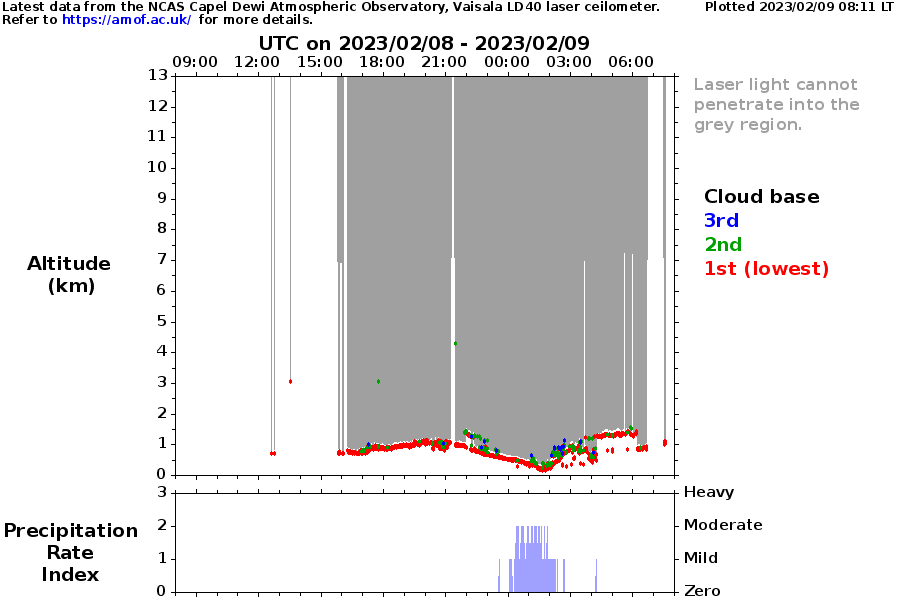 Latest data from the NCAS Capel Dewi Atmospheric Observatory, Vaisala LD40 laser ceilometer. Plotted 2023/02/09 08:11 LT
Refer to https://amof.ac.uk/ for more details.
UTC on 2023/02/08 - 2023/02/09
09:00 12:00 15:00 18:00 21:00 00:00 03:00 06:00
13
12
11
10
9
8
7
6
5
4
3
2
1
0
Altitude
(km)
Laser light cannot
penetrate into the
grey region.
Cloud base
3rd
2nd
1st (lowest)
3 Heavy
2 Moderate
1 Mild
0 Zero
Precipitation
Rate
Index